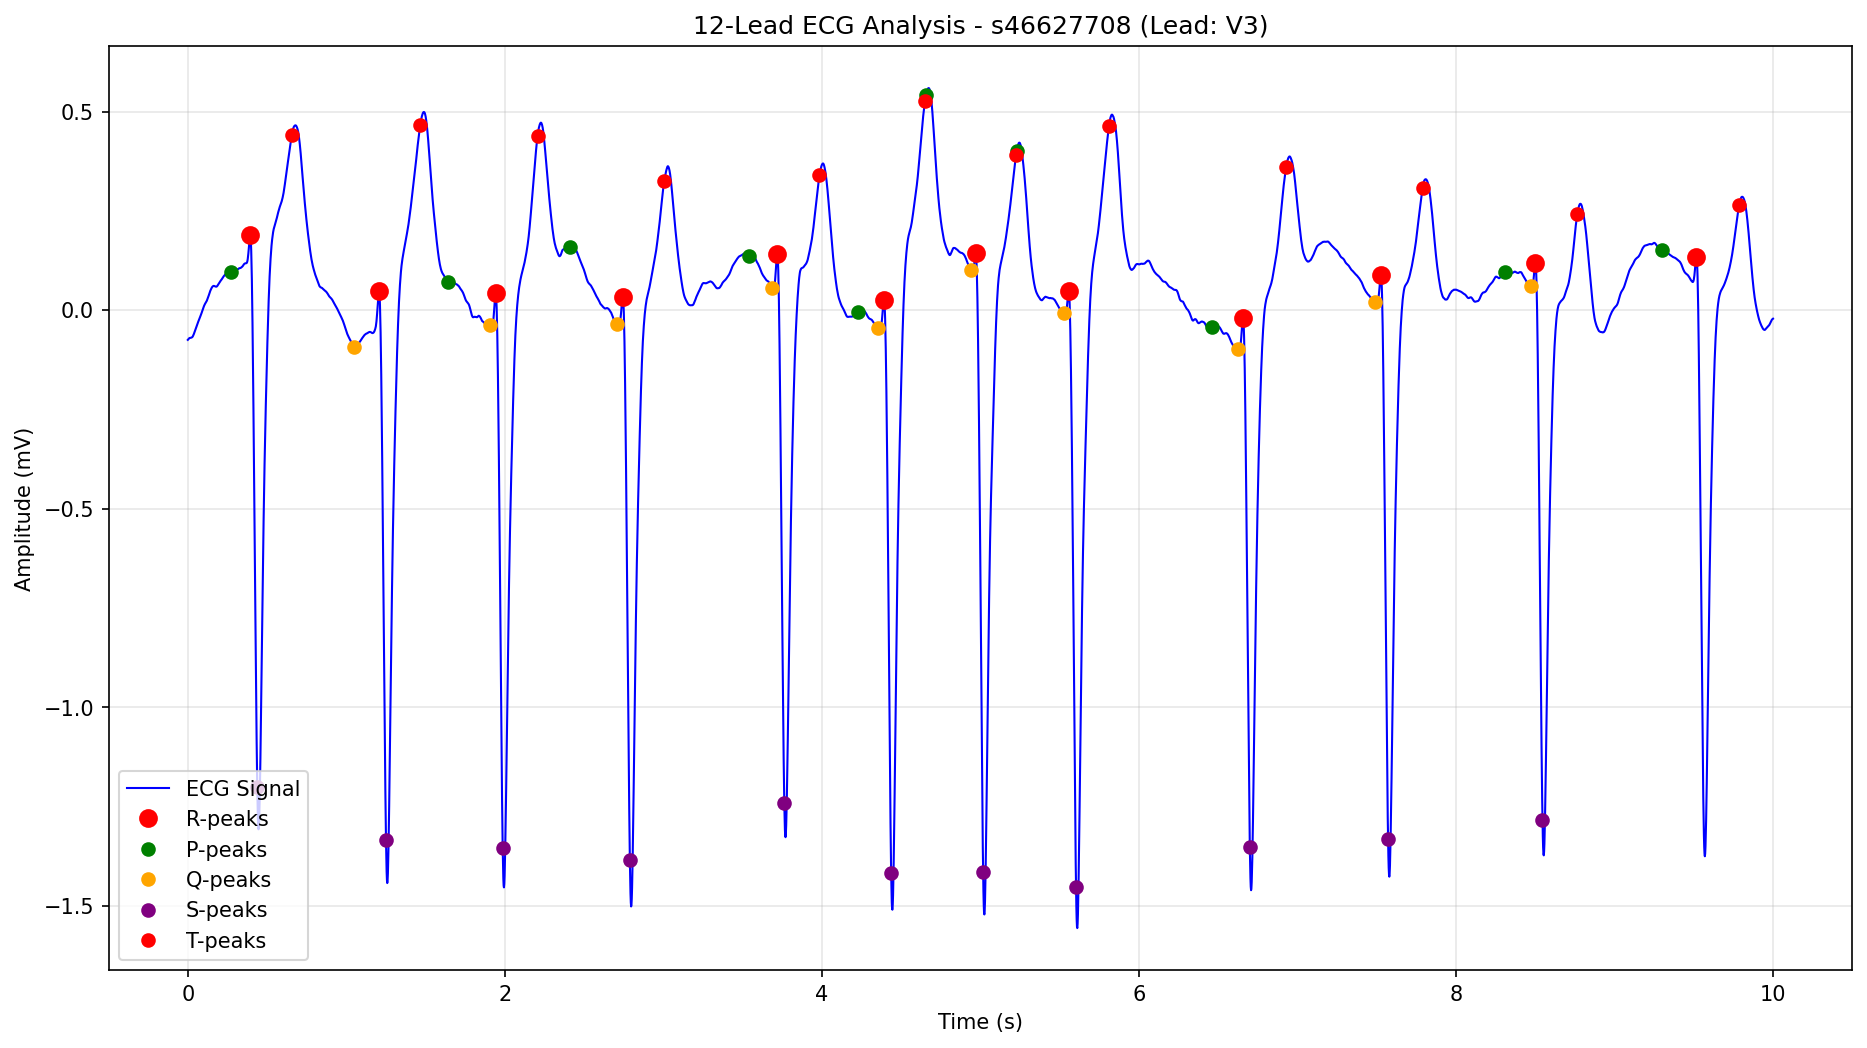 12-Lead ECG Analysis - s46627708 (Lead: V3)
0.5
0.0
−0.5
−1.0
−1.5
Amplitude (mV)
ECG Signal
R-peaks
P-peaks
Q-peaks
S-peaks
T-peaks
0 2 4 6 8 10
Time (s)